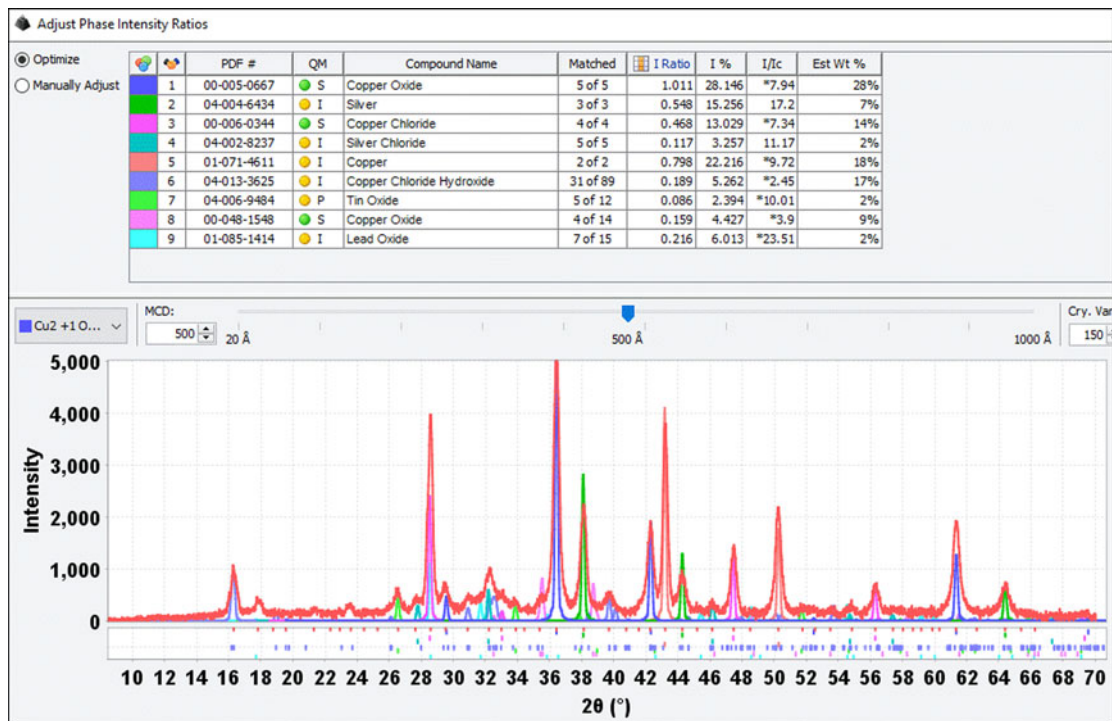 Adjust Phase Intensity Ratios
Optimize
Manually Adjust
PDF # QM Compound Name Matched I Ratio I % I/Ic Est Wt %
1 00-005-0667 S Copper Oxide 5 of 5 1.011 28.146 *7.94 28%
2 04-004-6434 I Silver 3 of 3 0.548 15.256 17.2 7%
3 00-006-0344 S Copper Chloride 4 of 4 0.468 13.029 *7.34 14%
4 04-002-8237 I Silver Chloride 5 of 5 0.117 3.257 11.17 2%
5 01-071-4611 I Copper 2 of 2 0.798 22.216 *9.72 18%
6 04-013-3625 I Copper Chloride Hydroxide 31 of 89 0.189 5.262 *2.45 17%
7 04-006-9484 P Tin Oxide 5 of 12 0.086 2.394 *10.01 2%
8 00-048-1548 S Copper Oxide 4 of 14 0.159 4.427 *3.9 9%
9 01-085-1414 I Lead Oxide 7 of 15 0.216 6.013 *23.51 2%
Cu2 +1 O...
MCD:
500
20 Å 500 Å 1000 Å
Cry. Var
150
5,000
4,000
3,000
2,000
1,000
0
Intensity
10 12 14 16 18 20 22 24 26 28 30 32 34 36 38 40 42 44 46 48 50 52 54 56 58 60 62 64 66 68 70
2θ (°)